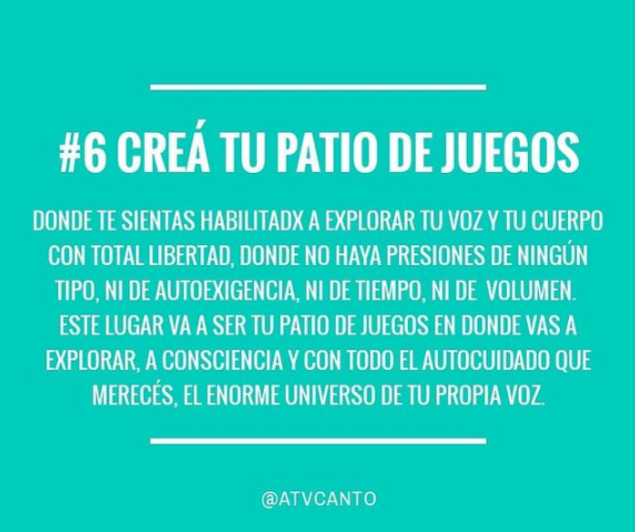 #6 CREÁ TU PATIO DE JUEGOS
DONDE TE SIENTAS HABILITADX A EXPLORAR TU VOZ Y TU CUERPO
CON TOTAL LIBERTAD, DONDE NO HAYA PRESIONES DE NINGÚN
TIPO, NI DE AUTOEXIGENCIA, NI DE TIEMPO, NI DE VOLUMEN.
ESTE LUGAR VA A SER TU PATIO DE JUEGOS EN DONDE VAS A
EXPLORAR, A CONSCIENCIA Y CON TODO EL AUTOCUIDADO QUE
MERECÉS, EL ENORME UNIVERSO DE TU PROPIA VOZ.
@ATVCANTO